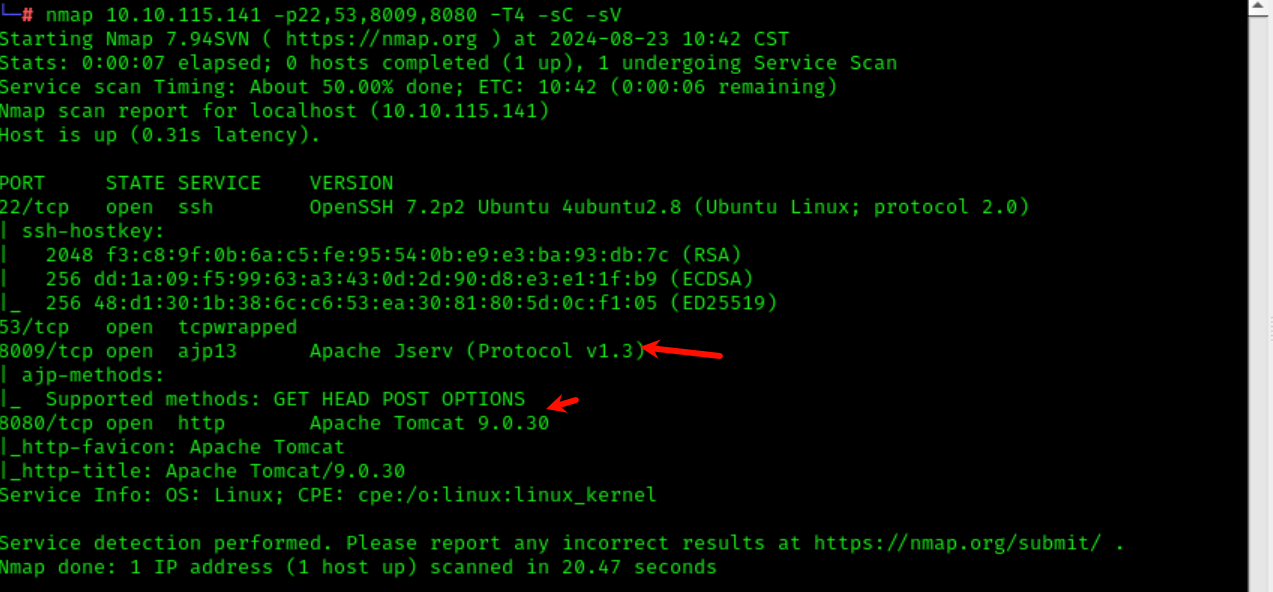 └─# nmap 10.10.115.141 -p22,53,8009,8080 -T4 -sC -sV
Starting Nmap 7.94SVN ( https://nmap.org ) at 2024-08-23 10:42 CST
Stats: 0:00:07 elapsed; 0 hosts completed (1 up), 1 undergoing Service Scan
Service scan Timing: About 50.00% done; ETC: 10:42 (0:00:06 remaining)
Nmap scan report for localhost (10.10.115.141)
Host is up (0.31s latency).

PORT     STATE SERVICE    VERSION
22/tcp   open  ssh        OpenSSH 7.2p2 Ubuntu 4ubuntu2.8 (Ubuntu Linux; protocol 2.0)
| ssh-hostkey:
|   2048 f3:c8:9f:0b:6a:c5:fe:95:54:0b:e9:e3:ba:93:db:7c (RSA)
|   256 dd:1a:09:f5:99:63:a3:43:0d:2d:90:d8:e3:e1:1f:b9 (ECDSA)
|_  256 48:d1:30:1b:38:6c:c6:53:ea:30:81:80:5d:0c:f1:05 (ED25519)
53/tcp   open  tcpwrapped
8009/tcp open  ajp13      Apache Jserv (Protocol v1.3)
| ajp-methods:
|_  Supported methods: GET HEAD POST OPTIONS
8080/tcp open  http       Apache Tomcat 9.0.30
|_http-favicon: Apache Tomcat
|_http-title: Apache Tomcat/9.0.30
Service Info: OS: Linux; CPE: cpe:/o:linux:linux_kernel

Service detection performed. Please report any incorrect results at https://nmap.org/submit/ .
Nmap done: 1 IP address (1 host up) scanned in 20.47 seconds